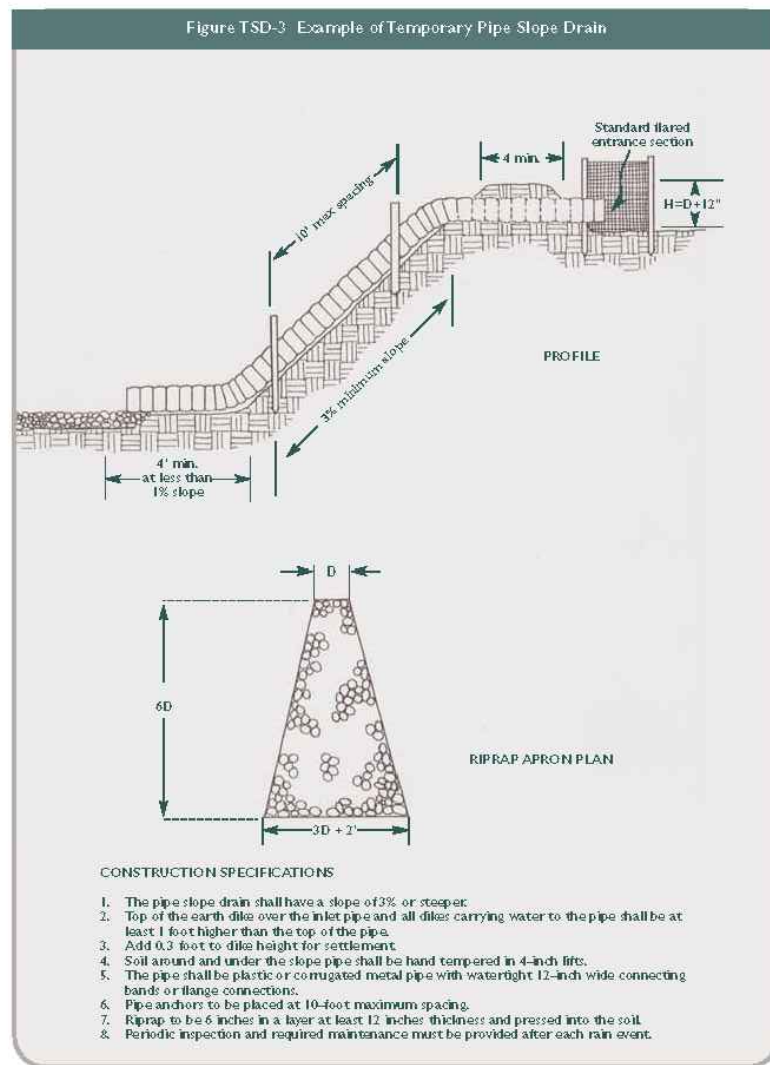 Figure TSD-3 Example of Temporary Pipe Slope Drain
Standard flared
entrance section
4 min.
10' max spacing
H=D+12"
3% minimum slope
PROFILE
4' min.
at less than
1% slope
D
6D
RIPRAP APRON PLAN
3D + 2'
CONSTRUCTION SPECIFICATIONS
1. The pipe slope drain shall have a slope of 3% or steeper.
2. Top of the earth dike over the inlet pipe and all dikes carrying water to the pipe shall be at
least 1 foot higher than the top of the pipe.
3. Add 0.3 foot to dike height for settlement.
4. Soil around and under the slope pipe shall be hand tempered in 4-inch lifts.
5. The pipe shall be plastic or corrugated metal pipe with watertight 12-inch wide connecting
bands or flange connections.
6. Pipe anchors to be placed at 10-foot maximum spacing.
7. Riprap to be 6 inches in a layer at least 12 inches thickness and pressed into the soil.
8. Periodic inspection and required maintenance must be provided after each rain event.